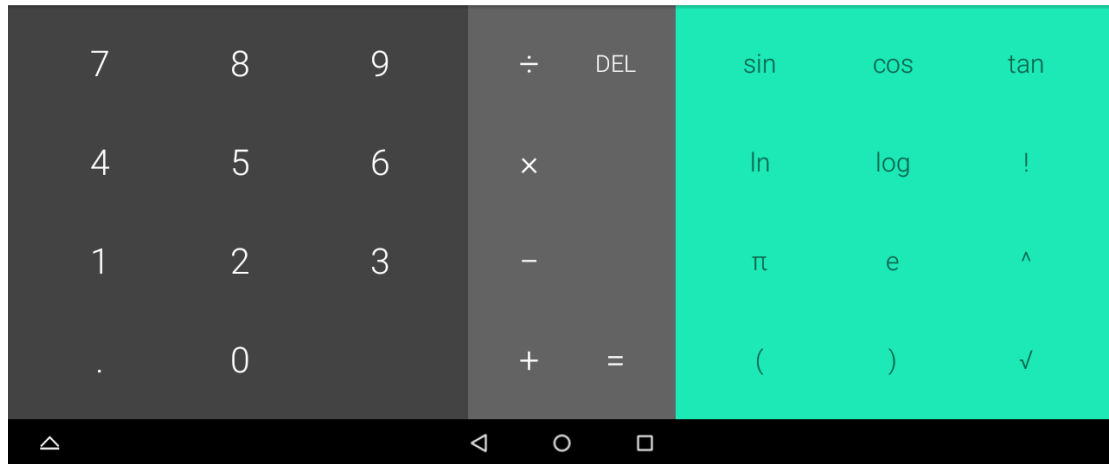 7 8 9 ÷ DEL sin cos tan
4 5 6 × ln log !
1 2 3 − π e ^
. 0 + = ( ) √